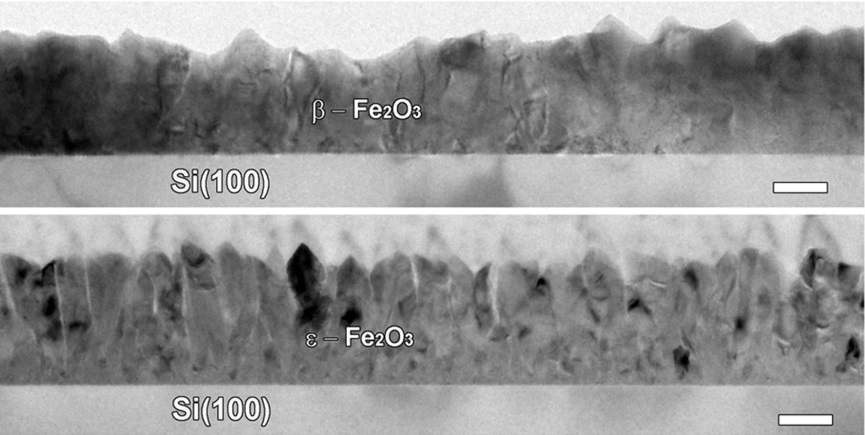 β – Fe₂O₃
Si(100)
ε – Fe₂O₃
Si(100)